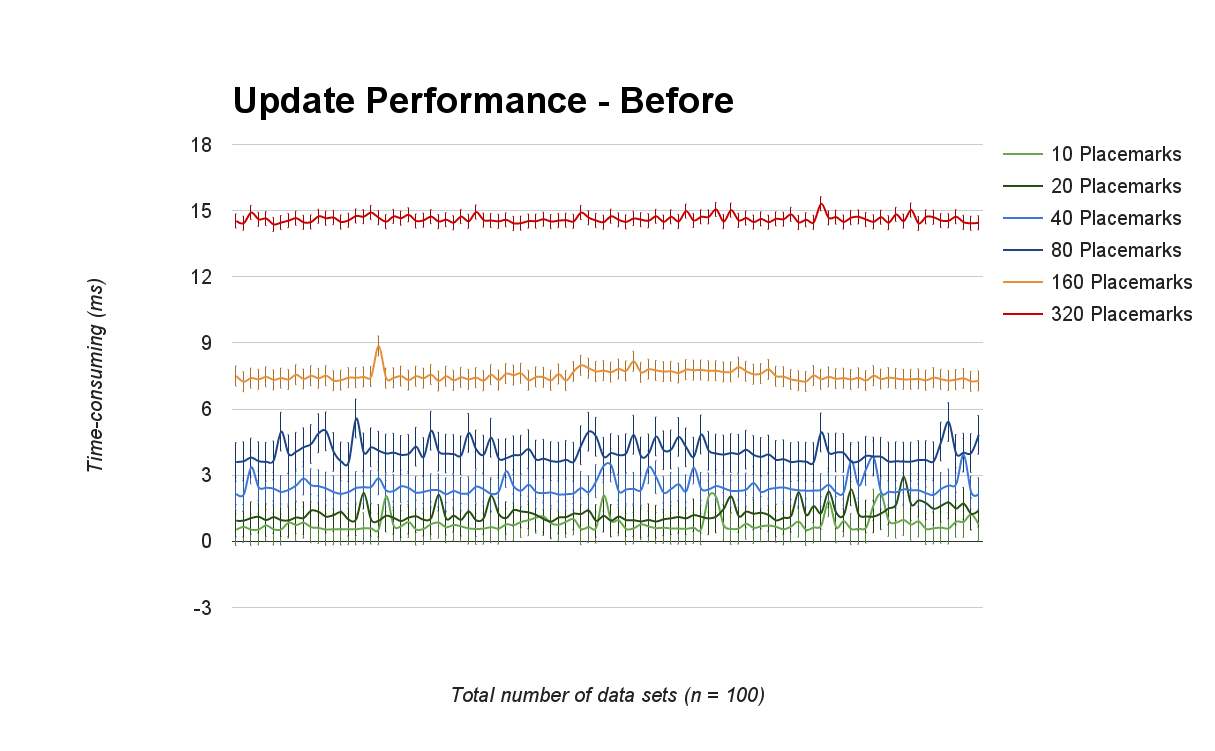 Update Performance - Before
18
15
12
9
6
3
0
-3
Time-consuming (ms)
Total number of data sets (n = 100)
10 Placemarks
20 Placemarks
40 Placemarks
80 Placemarks
160 Placemarks
320 Placemarks